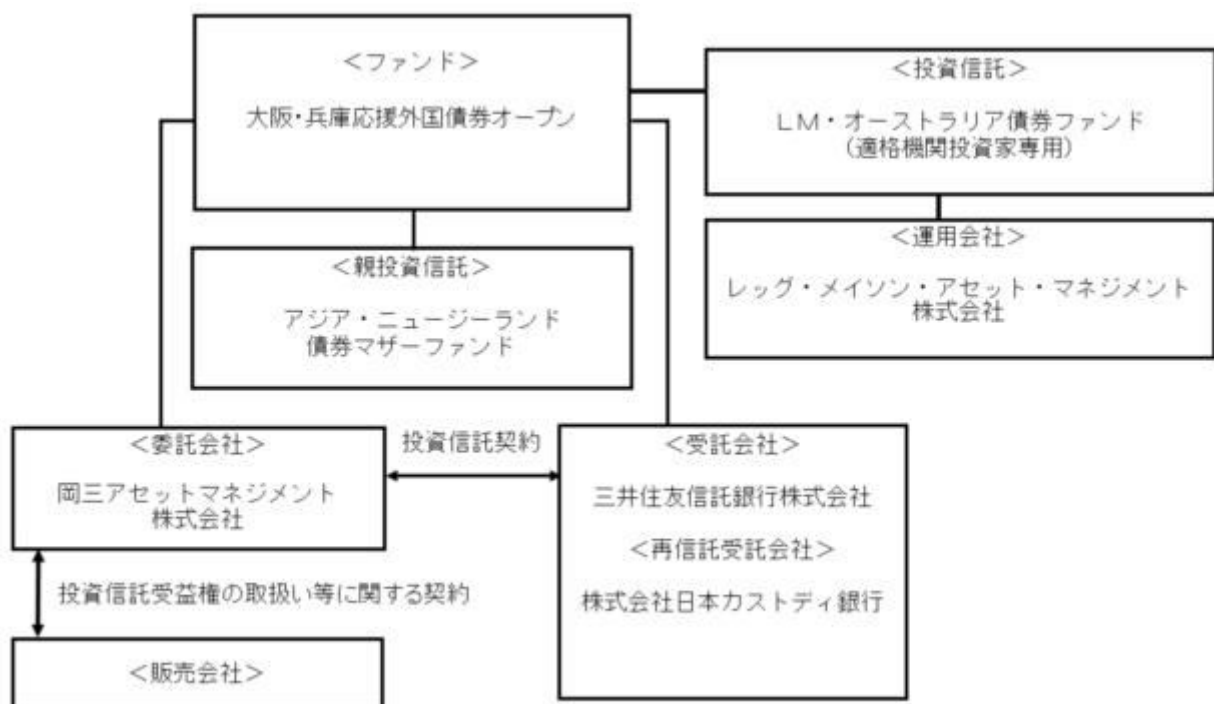 ＜ファンド＞
大阪・兵庫応援外国債券オープン
＜投資信託＞
ＬＭ・オーストラリア債券ファンド
(適格機関投資家専用)
＜運用会社＞
レッグ・メイソン・アセット・マネジメント
株式会社
＜親投資信託＞
アジア・ニュージーランド
債券マザーファンド
＜委託会社＞
岡三アセットマネジメント
株式会社
投資信託契約
＜受託会社＞
三井住友信託銀行株式会社
＜再信託受託会社＞
株式会社日本カストディ銀行
投資信託受益権の取扱い等に関する契約
＜販売会社＞